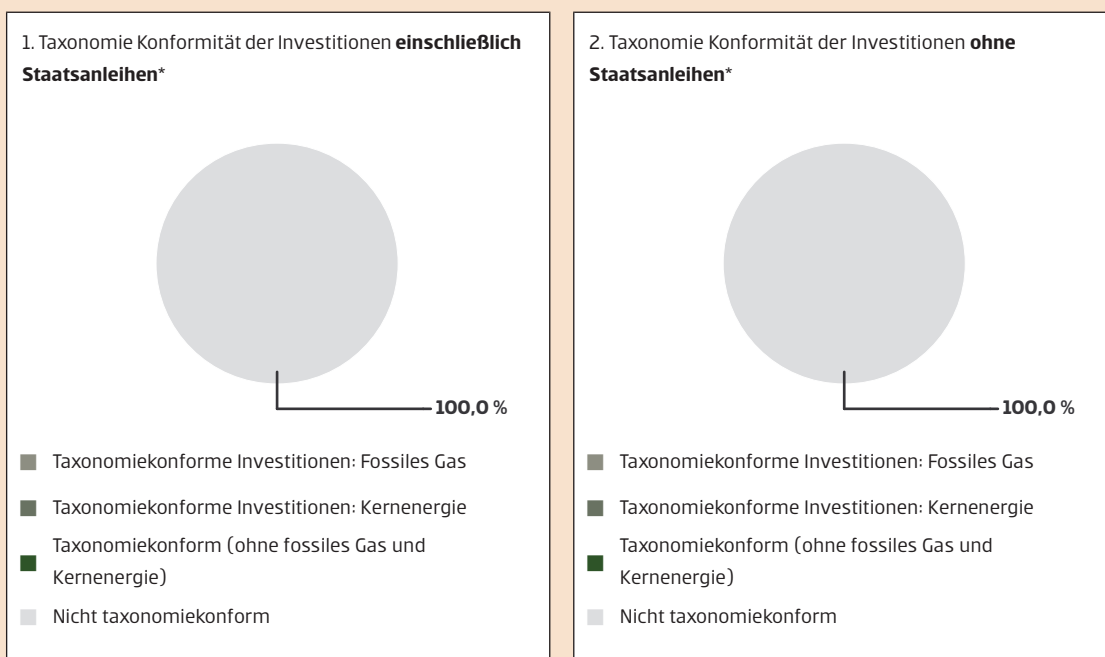 1. Taxonomie Konformität der Investitionen einschließlich
Staatsanleihen*
100,0 %
Taxonomiekonforme Investitionen: Fossiles Gas
Taxonomiekonforme Investitionen: Kernenergie
Taxonomiekonform (ohne fossiles Gas und
Kernenergie)
Nicht taxonomiekonform
2. Taxonomie Konformität der Investitionen ohne
Staatsanleihen*
100,0 %
Taxonomiekonforme Investitionen: Fossiles Gas
Taxonomiekonforme Investitionen: Kernenergie
Taxonomiekonform (ohne fossiles Gas und
Kernenergie)
Nicht taxonomiekonform